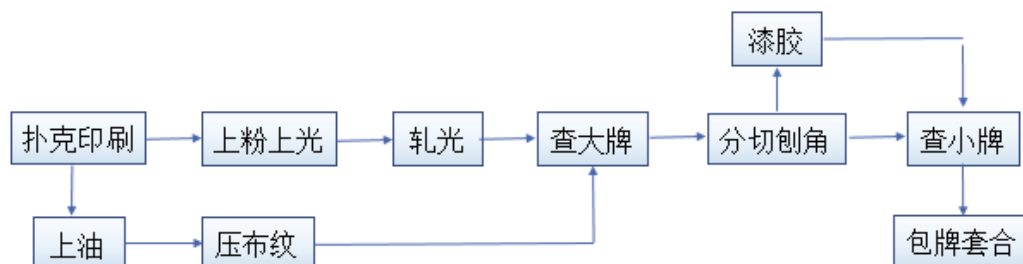 漆胶
扑克印刷
上粉上光
轧光
查大牌
分切刨角
查小牌
上油
压布纹
包牌套合